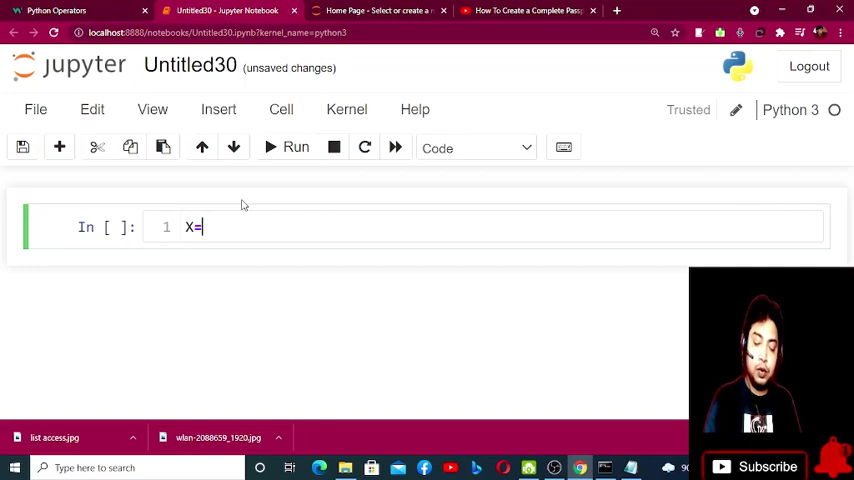 Python Operators
Untitled30 - Jupyter Notebook
Home Page - Select or create a n
How To Create a Complete Passp
localhost:8888/notebooks/Untitled30.ipynb?kernel_name=python3
jupyter Untitled30 (unsaved changes)
Logout
File Edit View Insert Cell Kernel Help
Trusted
Python 3
Run
Code
In [ ]: 1 X=
list access.jpg
wlan-2088659_1920.jpg
Type here to search
90
Subscribe